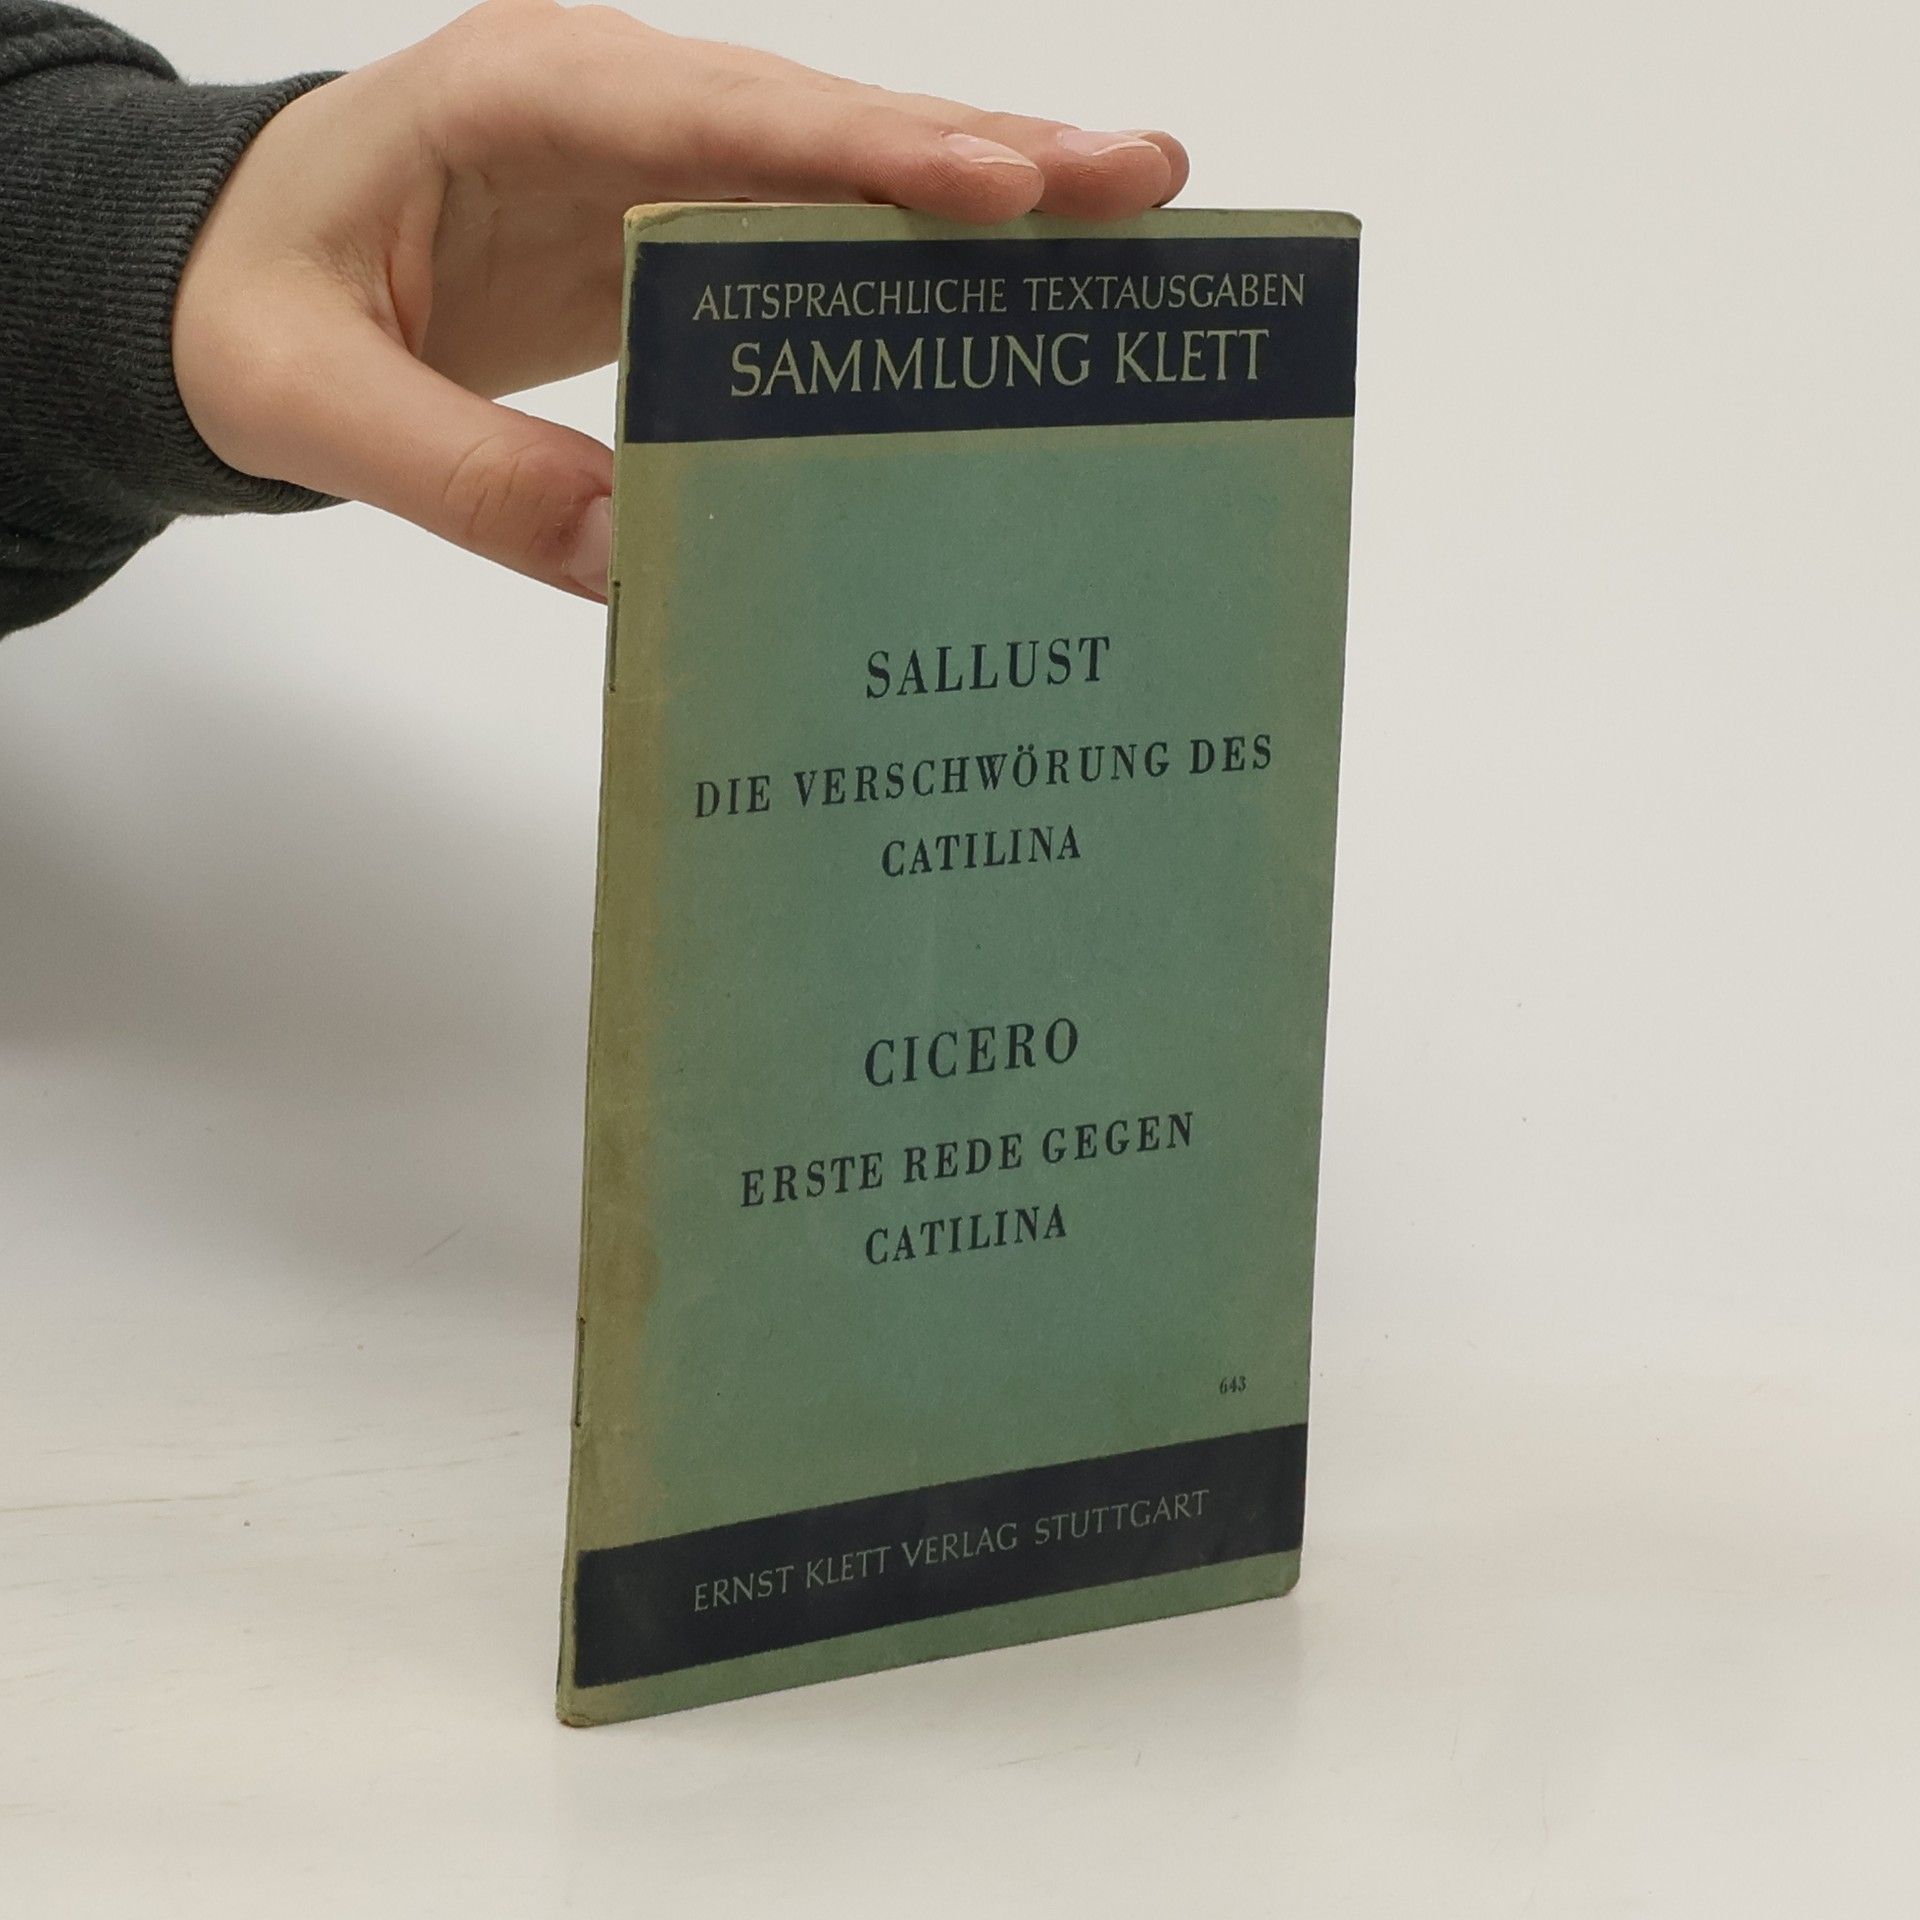 ALTSPRACHLICHE TEXTAUSGABEN
SAMMLUNG KLETT
SALLUST
DIE VERSCHWÖRUNG DES
CATILINA
CICERO
ERSTE REDE GEGEN
CATILINA
643
ERNST KLETT VERLAG STUTTGART